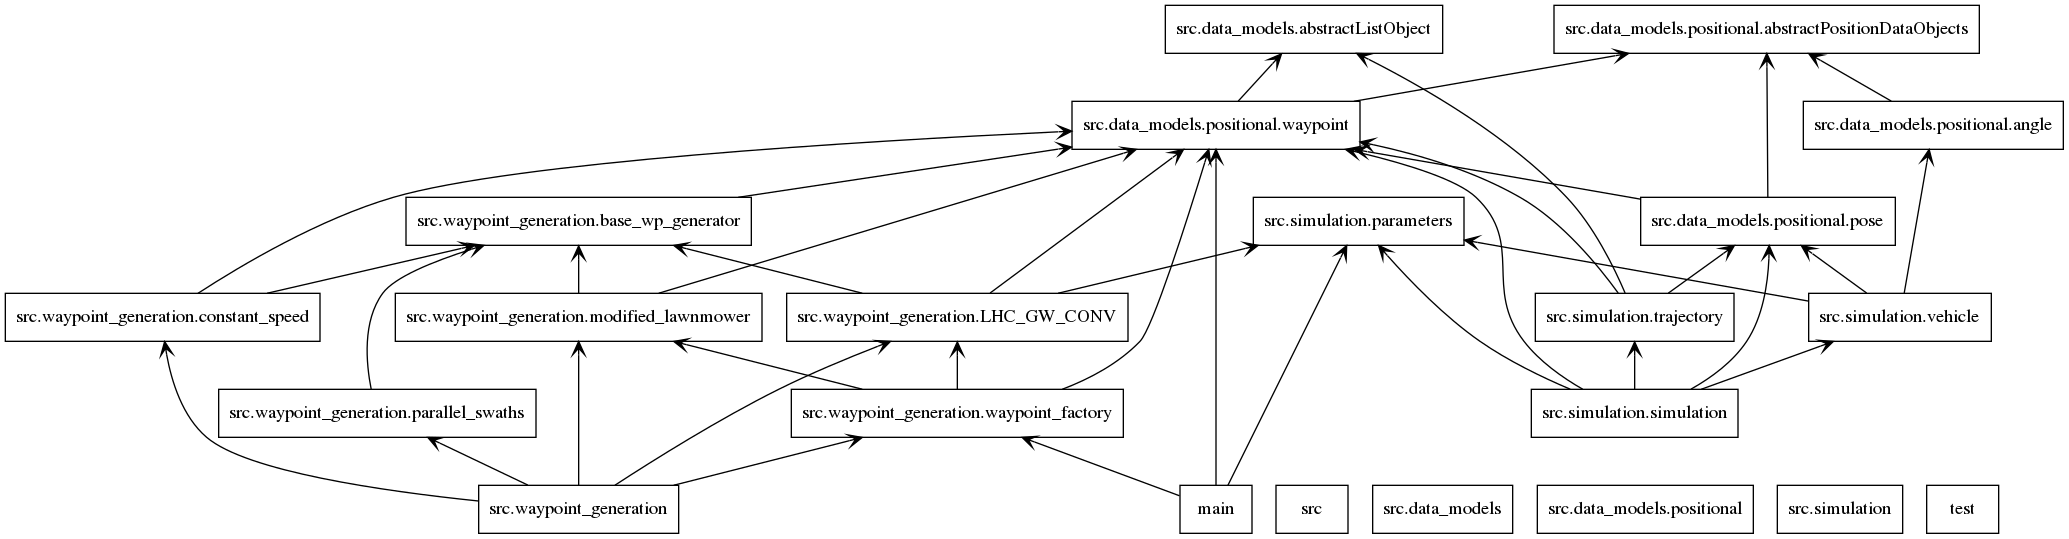 src.data_models.abstractListObject
src.data_models.positional.abstractPositionDataObjects
src.data_models.positional.waypoint
src.data_models.positional.angle
src.waypoint_generation.base_wp_generator
src.simulation.parameters
src.data_models.positional.pose
src.waypoint_generation.constant_speed
src.waypoint_generation.modified_lawnmower
src.waypoint_generation.LHC_GW_CONV
src.simulation.trajectory
src.simulation.vehicle
src.waypoint_generation.parallel_swaths
src.waypoint_generation.waypoint_factory
src.simulation.simulation
src.waypoint_generation
main
src
src.data_models
src.data_models.positional
src.simulation
test